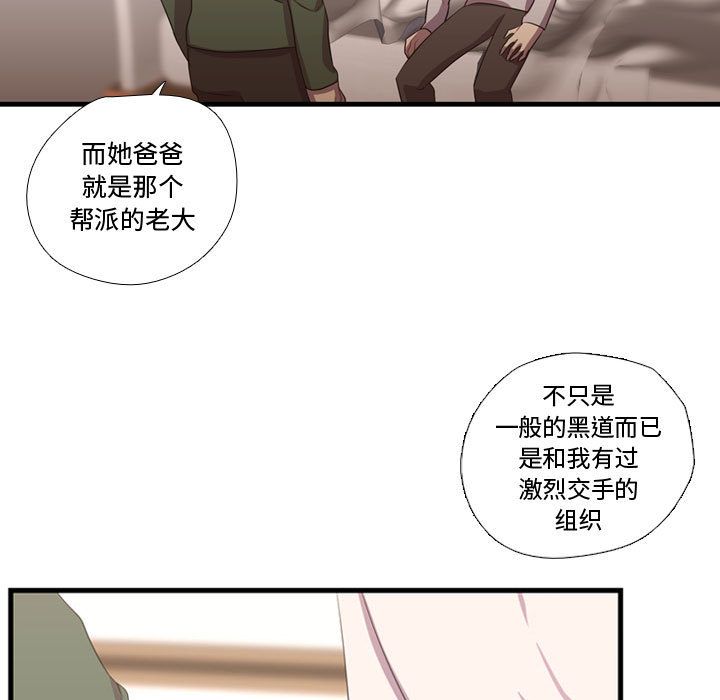 而她爸爸
就是那个
帮派的老大
不只是
一般的黑道而已
是和我有过
激烈交手的
组织